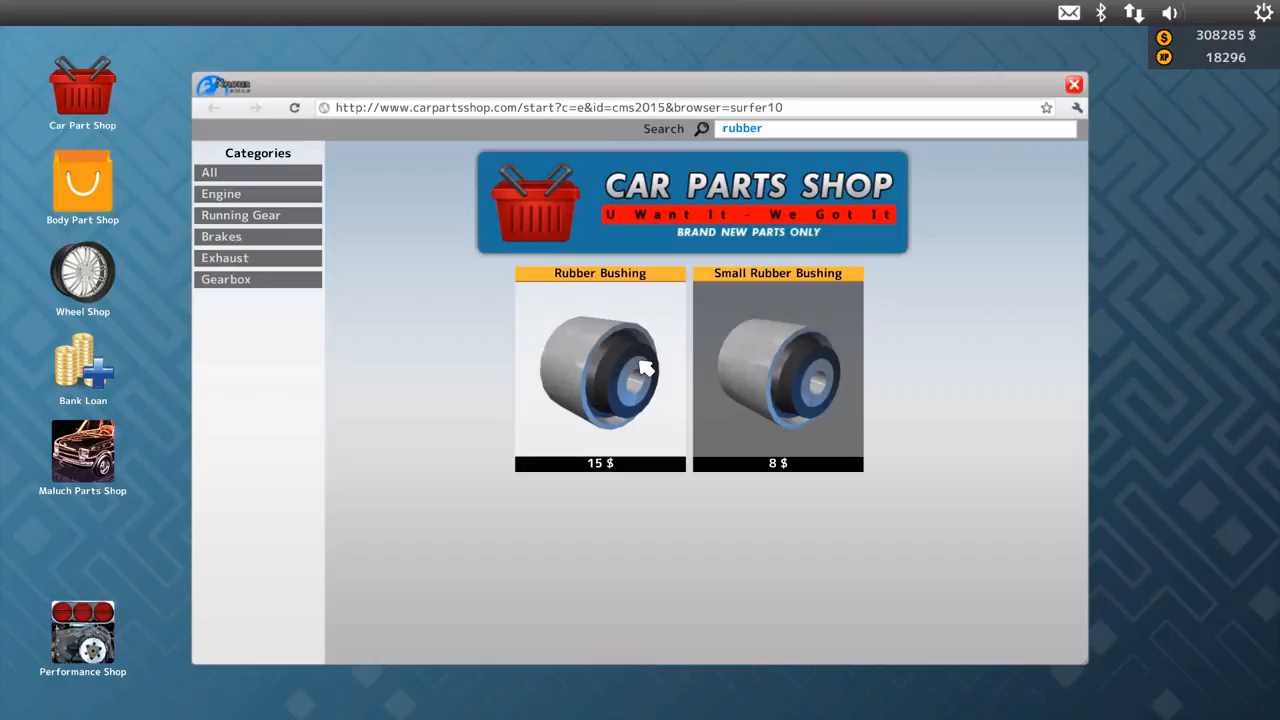 308285 $
18296
http://www.carpartsshop.com/start?c=e&id=cms2015&browser=surfer10
Search
rubber
Car Part Shop
Body Part Shop
Wheel Shop
Bank Loan
Maluch Parts Shop
Performance Shop
Categories
All
Engine
Running Gear
Brakes
Exhaust
Gearbox
CAR PARTS SHOP
U Want It - We Got It
BRAND NEW PARTS ONLY
Rubber Bushing
15 $
Small Rubber Bushing
8 $